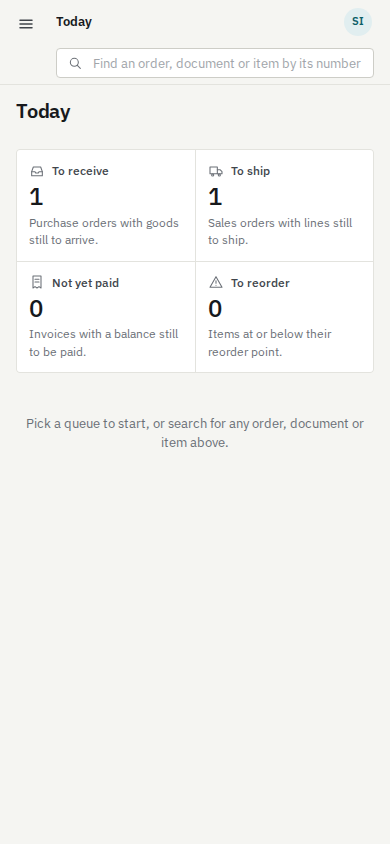 Today
SI
Find an order, document or item by its number
Today
To receive
1
Purchase orders with goods
still to arrive.
To ship
1
Sales orders with lines still
to ship.
Not yet paid
0
Invoices with a balance still
to be paid.
To reorder
0
Items at or below their
reorder point.
Pick a queue to start, or search for any order, document or
item above.